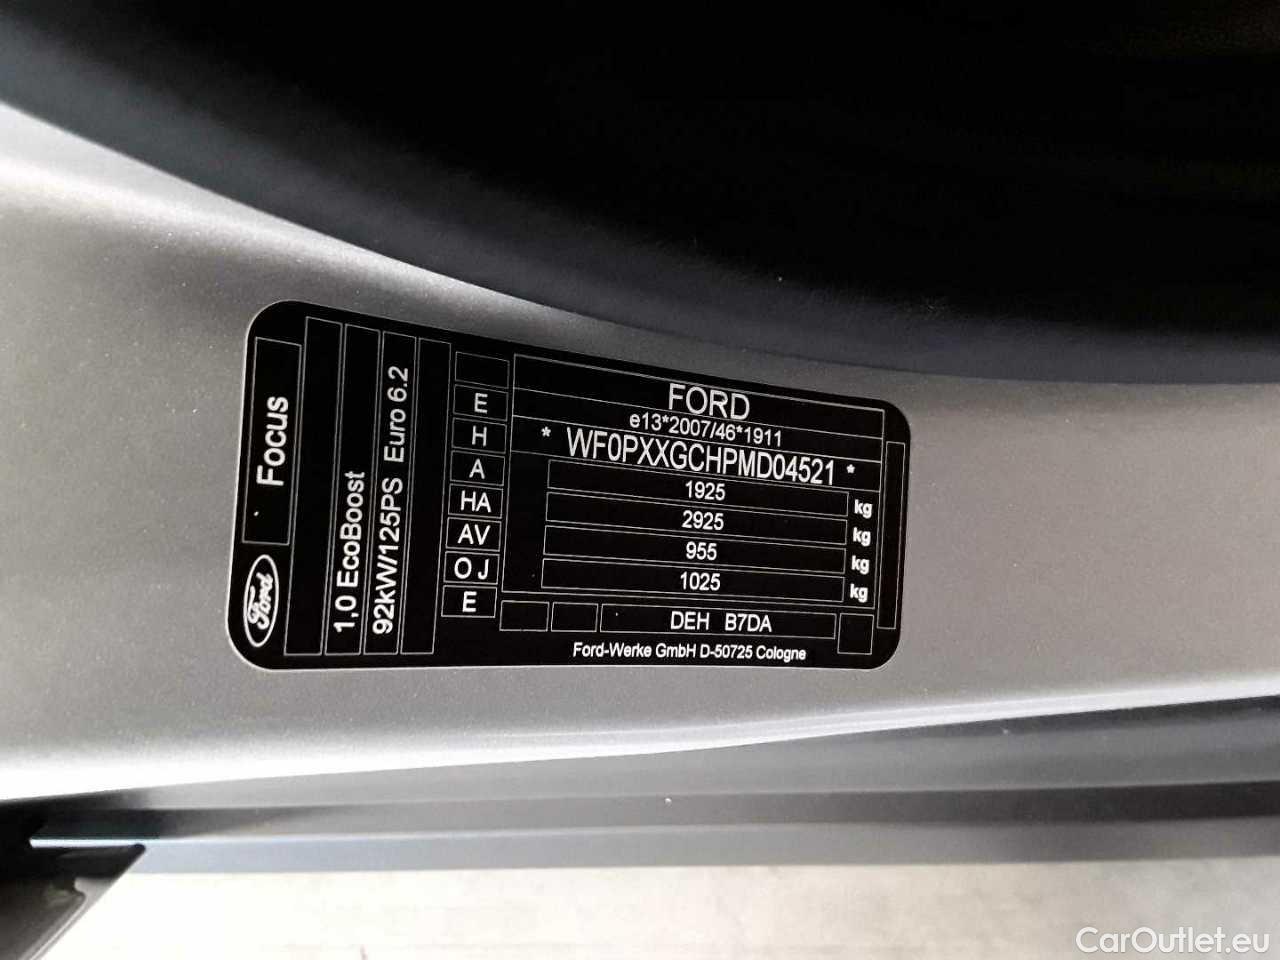 FORD
e13*2007/46*1911
* WF0PXXGCHPMD04521 *
1925 kg
2925 kg
955 kg
1025 kg
DEH B7DA
Ford-Werke GmbH D-50725 Cologne
E
H
A
HA
AV
O J
E
92kW/125PS Euro 6.2
1,0 EcoBoost
Ford
Focus
CarOutlet.eu